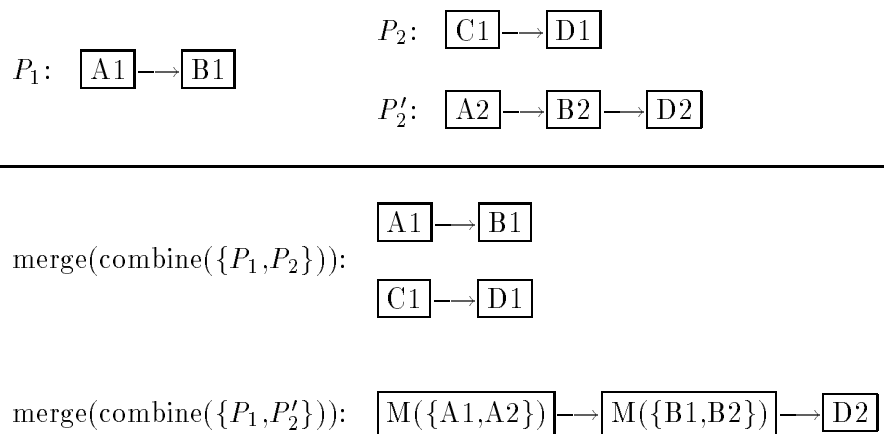 P₁: A1 → B1
P₂: C1 → D1
P₂′: A2 → B2 → D2
merge(combine({P₁,P₂})): A1 → B1
C1 → D1
merge(combine({P₁,P₂′})): M({A1,A2}) → M({B1,B2}) → D2